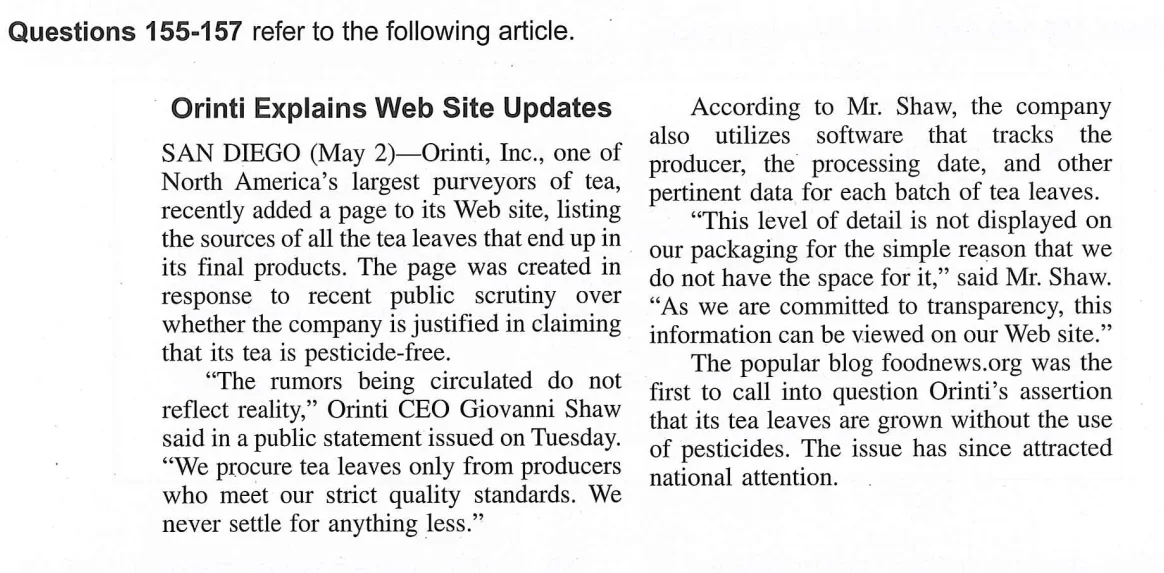 Questions 155-157 refer to the following article.
Orinti Explains Web Site Updates
SAN DIEGO (May 2)—Orinti, Inc., one of
North America's largest purveyors of tea,
recently added a page to its Web site, listing
the sources of all the tea leaves that end up in
its final products. The page was created in
response to recent public scrutiny over
whether the company is justified in claiming
that its tea is pesticide-free.
"The rumors being circulated do not
reflect reality," Orinti CEO Giovanni Shaw
said in a public statement issued on Tuesday.
"We procure tea leaves only from producers
who meet our strict quality standards. We
never settle for anything less."
According to Mr. Shaw, the company
also utilizes software that tracks the
producer, the processing date, and other
pertinent data for each batch of tea leaves.
"This level of detail is not displayed on
our packaging for the simple reason that we
do not have the space for it," said Mr. Shaw.
"As we are committed to transparency, this
information can be viewed on our Web site."
The popular blog foodnews.org was the
first to call into question Orinti's assertion
that its tea leaves are grown without the use
of pesticides. The issue has since attracted
national attention.